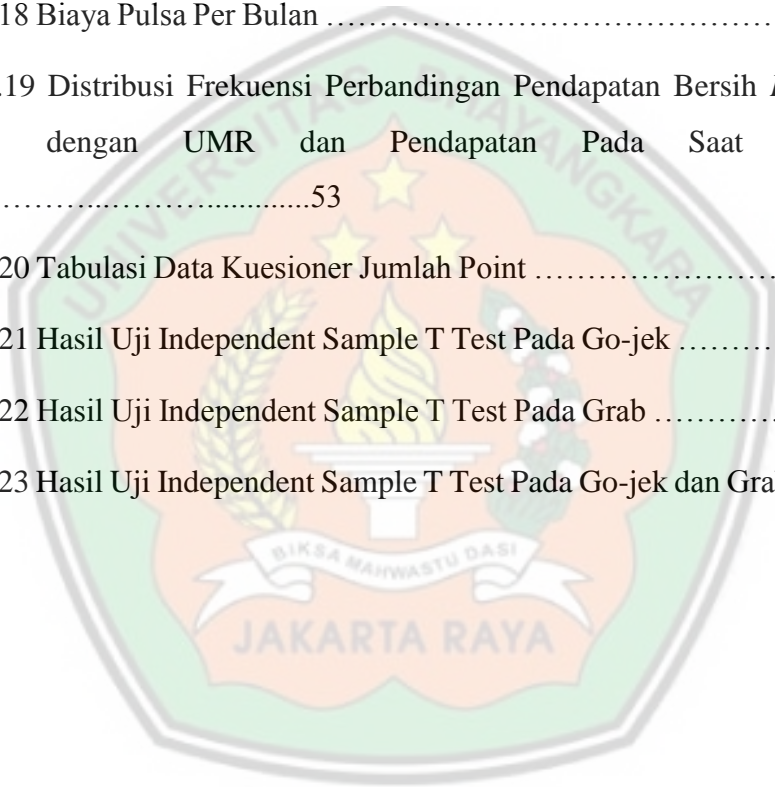 18 Biaya Pulsa Per Bulan ……………………………………
.19 Distribusi Frekuensi Perbandingan Pendapatan Bersih
dengan UMR dan Pendapatan Pada Saat
………...………..............53
20 Tabulasi Data Kuesioner Jumlah Point ……………………
21 Hasil Uji Independent Sample T Test Pada Go-jek …………
22 Hasil Uji Independent Sample T Test Pada Grab ……………
23 Hasil Uji Independent Sample T Test Pada Go-jek dan Gra
UNIVERSITAS BHAYANGKARA
BIKSA MAHWASTU DASI
JAKARTA RAYA